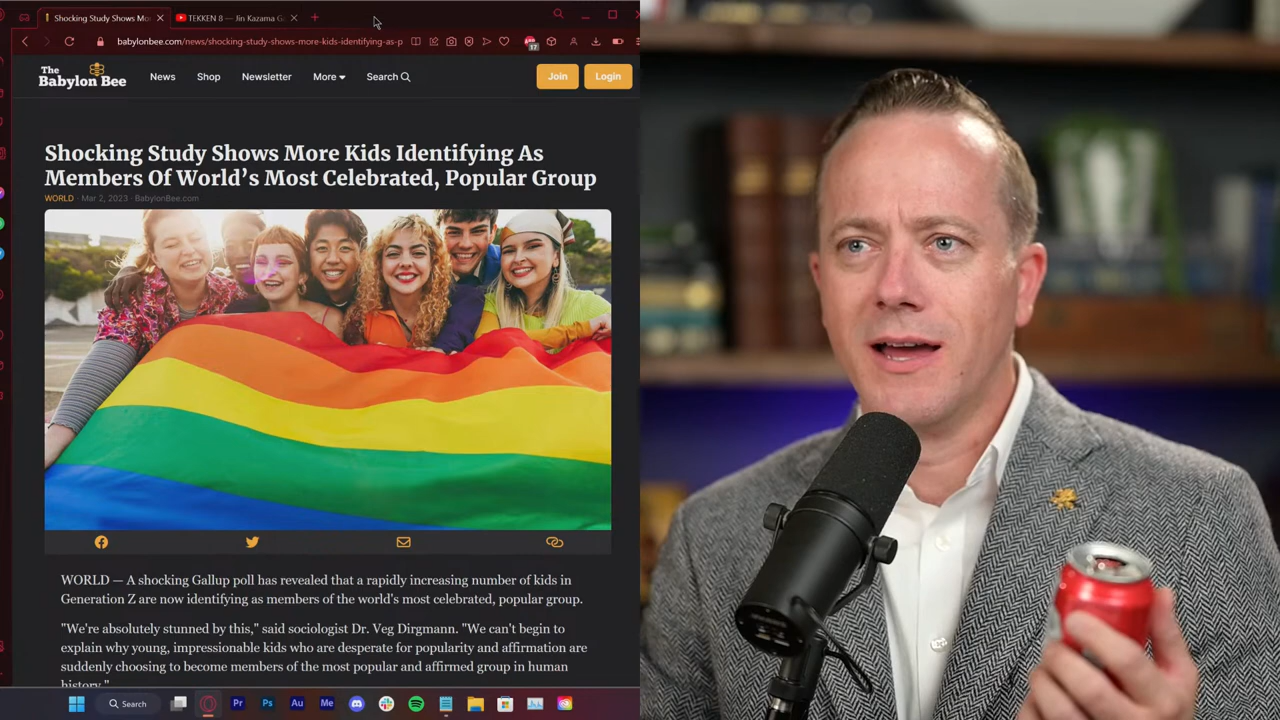 Shocking Study Shows Mo
TEKKEN 8 — Jin Kazama G
babylonbee.com/news/shocking-study-shows-more-kids-identifying-as-p
17
The
Babylon Bee
News
Shop
Newsletter
More
Search
Join
Login
Shocking Study Shows More Kids Identifying As
Members Of World's Most Celebrated, Popular Group
WORLD · Mar 2, 2023 · BabylonBee.com
WORLD — A shocking Gallup poll has revealed that a rapidly increasing number of kids in
Generation Z are now identifying as members of the world's most celebrated, popular group.
"We're absolutely stunned by this," said sociologist Dr. Veg Dirgmann. "We can't begin to
explain why young, impressionable kids who are desperate for popularity and affirmation are
suddenly choosing to become members of the most popular and affirmed group in human
history."
Search
Pr
Ps
Au
Me